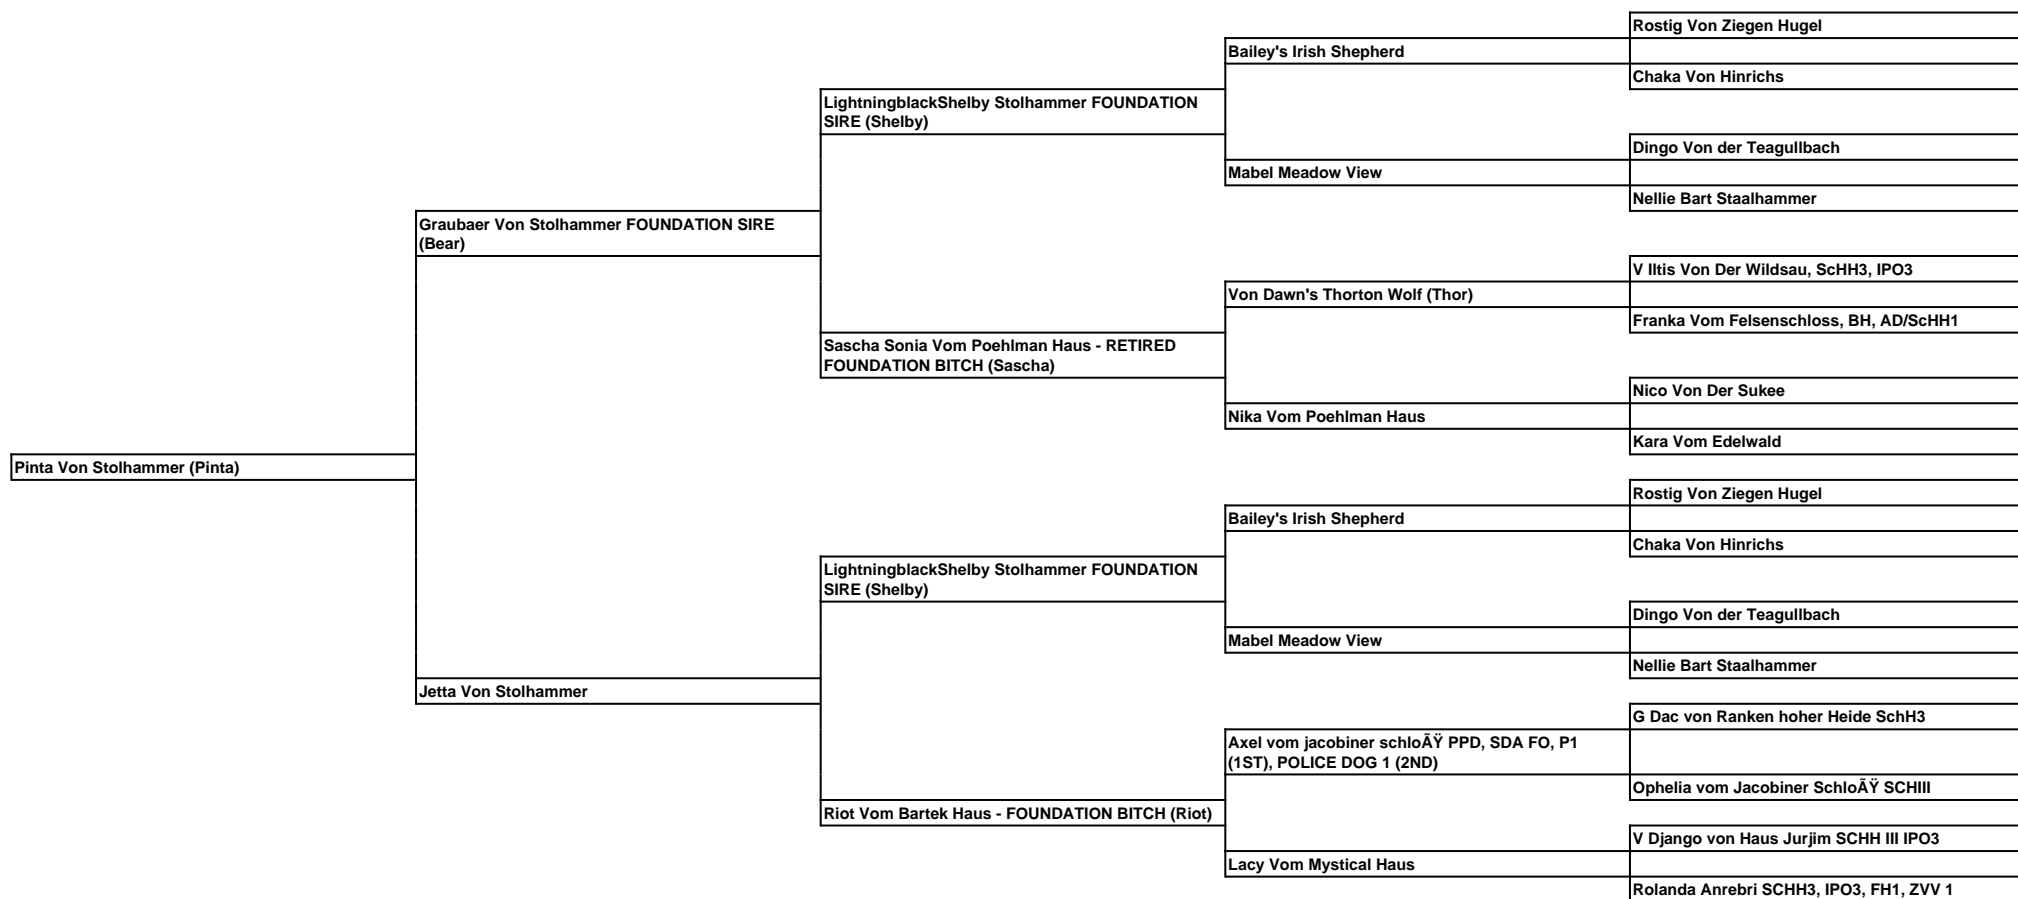 Rostig Von Ziegen Hugel
Bailey's Irish Shepherd
Chaka Von Hinrichs
LightningblackShelby Stolhammer FOUNDATION
SIRE (Shelby)
Dingo Von der Teagullbach
Mabel Meadow View
Nellie Bart Staalhammer
Graubaer Von Stolhammer FOUNDATION SIRE
(Bear)
V Iltis Von Der Wildsau, ScHH3, IPO3
Von Dawn's Thorton Wolf (Thor)
Franka Vom Felsenschloss, BH, AD/ScHH1
Sascha Sonia Vom Poehlman Haus - RETIRED
FOUNDATION BITCH (Sascha)
Nico Von Der Sukee
Nika Vom Poehlman Haus
Kara Vom Edelwald
Pinta Von Stolhammer (Pinta)
Rostig Von Ziegen Hugel
Bailey's Irish Shepherd
Chaka Von Hinrichs
LightningblackShelby Stolhammer FOUNDATION
SIRE (Shelby)
Dingo Von der Teagullbach
Mabel Meadow View
Nellie Bart Staalhammer
Jetta Von Stolhammer
G Dac von Ranken hoher Heide SchH3
Axel vom jacobiner schloÃŸ PPD, SDA FO, P1
(1ST), POLICE DOG 1 (2ND)
Ophelia vom Jacobiner SchloÃŸ SCHIII
Riot Vom Bartek Haus - FOUNDATION BITCH (Riot)
V Django von Haus Jurjim SCHH III IPO3
Lacy Vom Mystical Haus
Rolanda Anrebri SCHH3, IPO3, FH1, ZVV 1